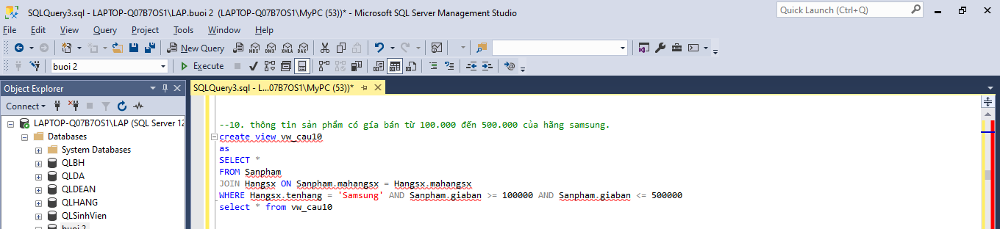 SQLQuery3.sql - LAPTOP-Q07B7OS1\LAP.buoi 2 (LAPTOP-Q07B7OS1\MyPC (53))* - Microsoft SQL Server Management Studio
Quick Launch (Ctrl+Q)
File Edit View Query Project Tools Window Help
New Query
MDX DMX XMLA DAX
buoi 2
Execute
Object Explorer
SQLQuery3.sql - L...07B7OS1\MyPC (53))*
Connect
LAPTOP-Q07B7OS1\LAP (SQL Server 12
Databases
System Databases
QLBH
QLDA
QLDEAN
QLHANG
QLSinhVien
buoi 2
--10. thông tin sản phẩm có gía bán từ 100.000 đến 500.000 của hãng samsung.
create view vw_cau10
as
SELECT *
FROM Sanpham
JOIN Hangsx ON Sanpham.mahangsx = Hangsx.mahangsx
WHERE Hangsx.tenhang = 'Samsung' AND Sanpham.giaban >= 100000 AND Sanpham.giaban <= 500000
select * from vw_cau10